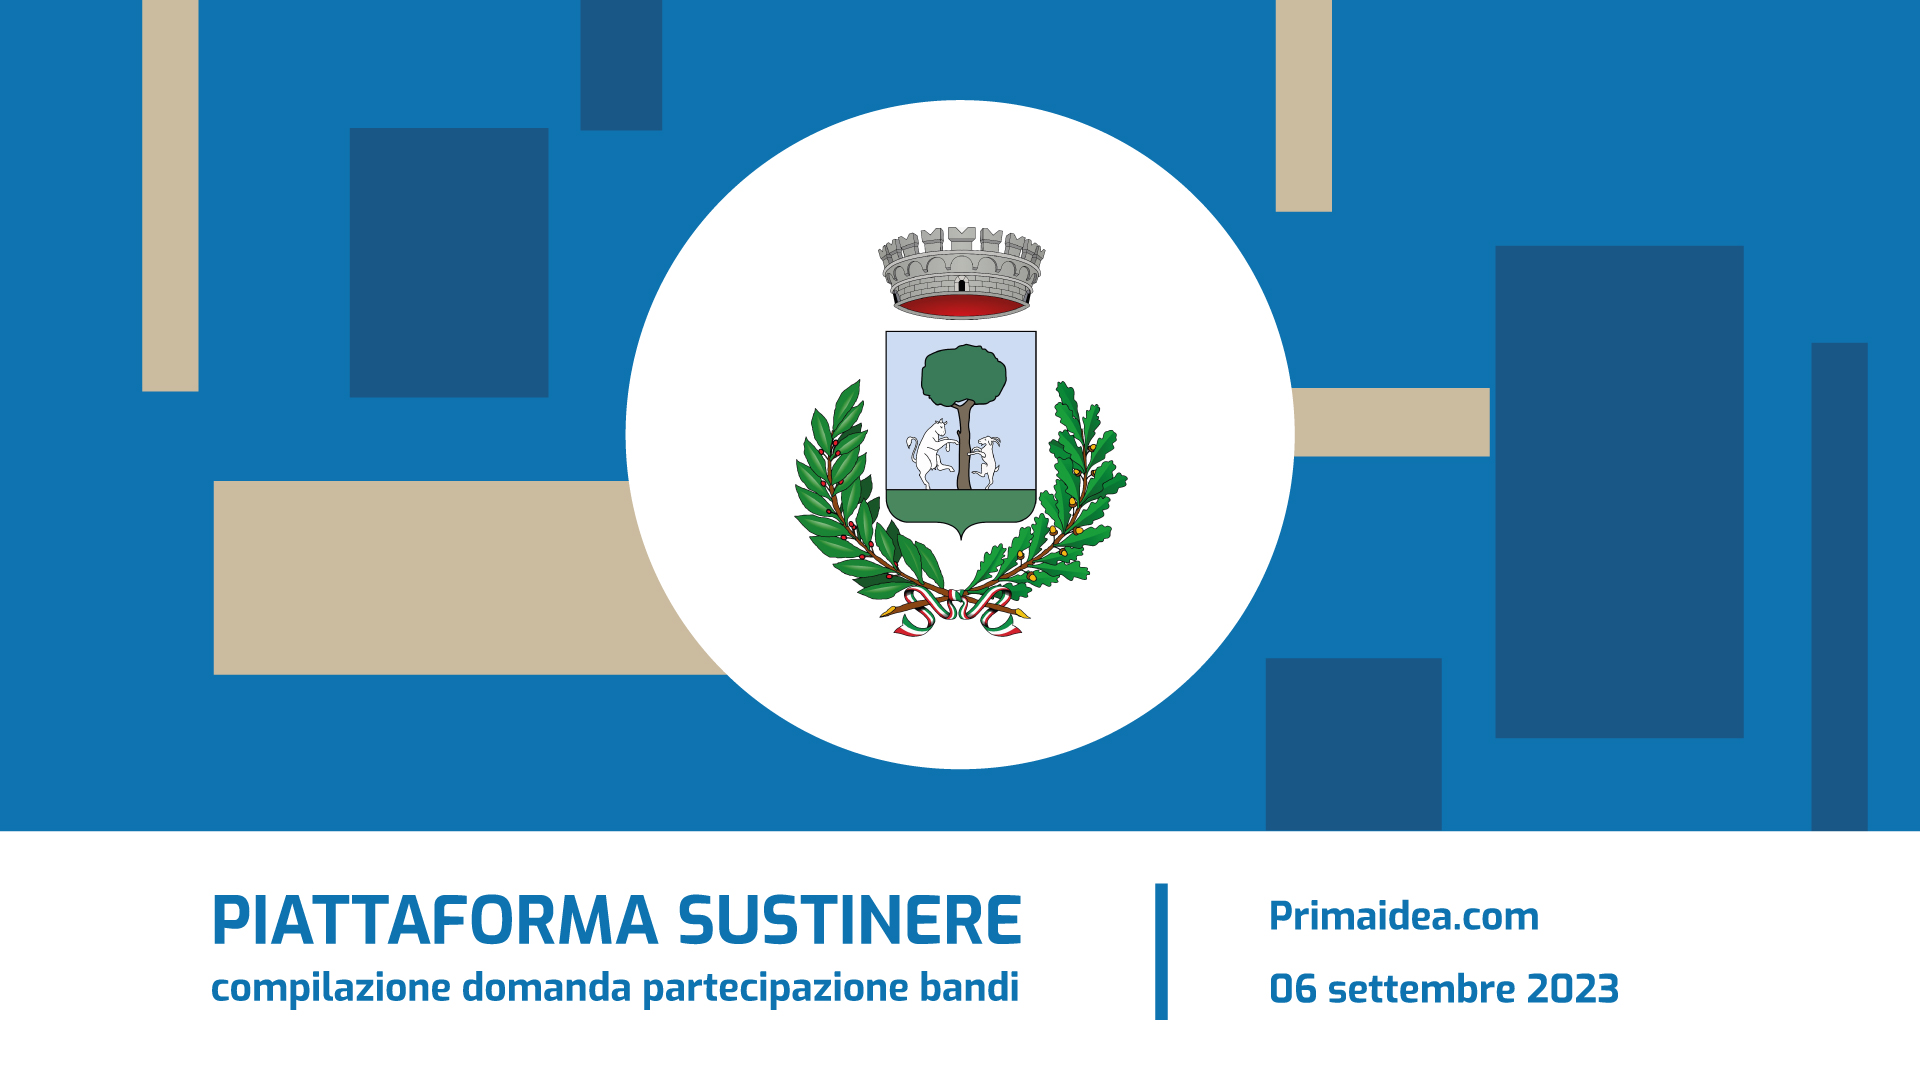 PIATTAFORMA SUSTINERE
compilazione domanda partecipazione bandi
Primaidea.com
06 settembre 2023